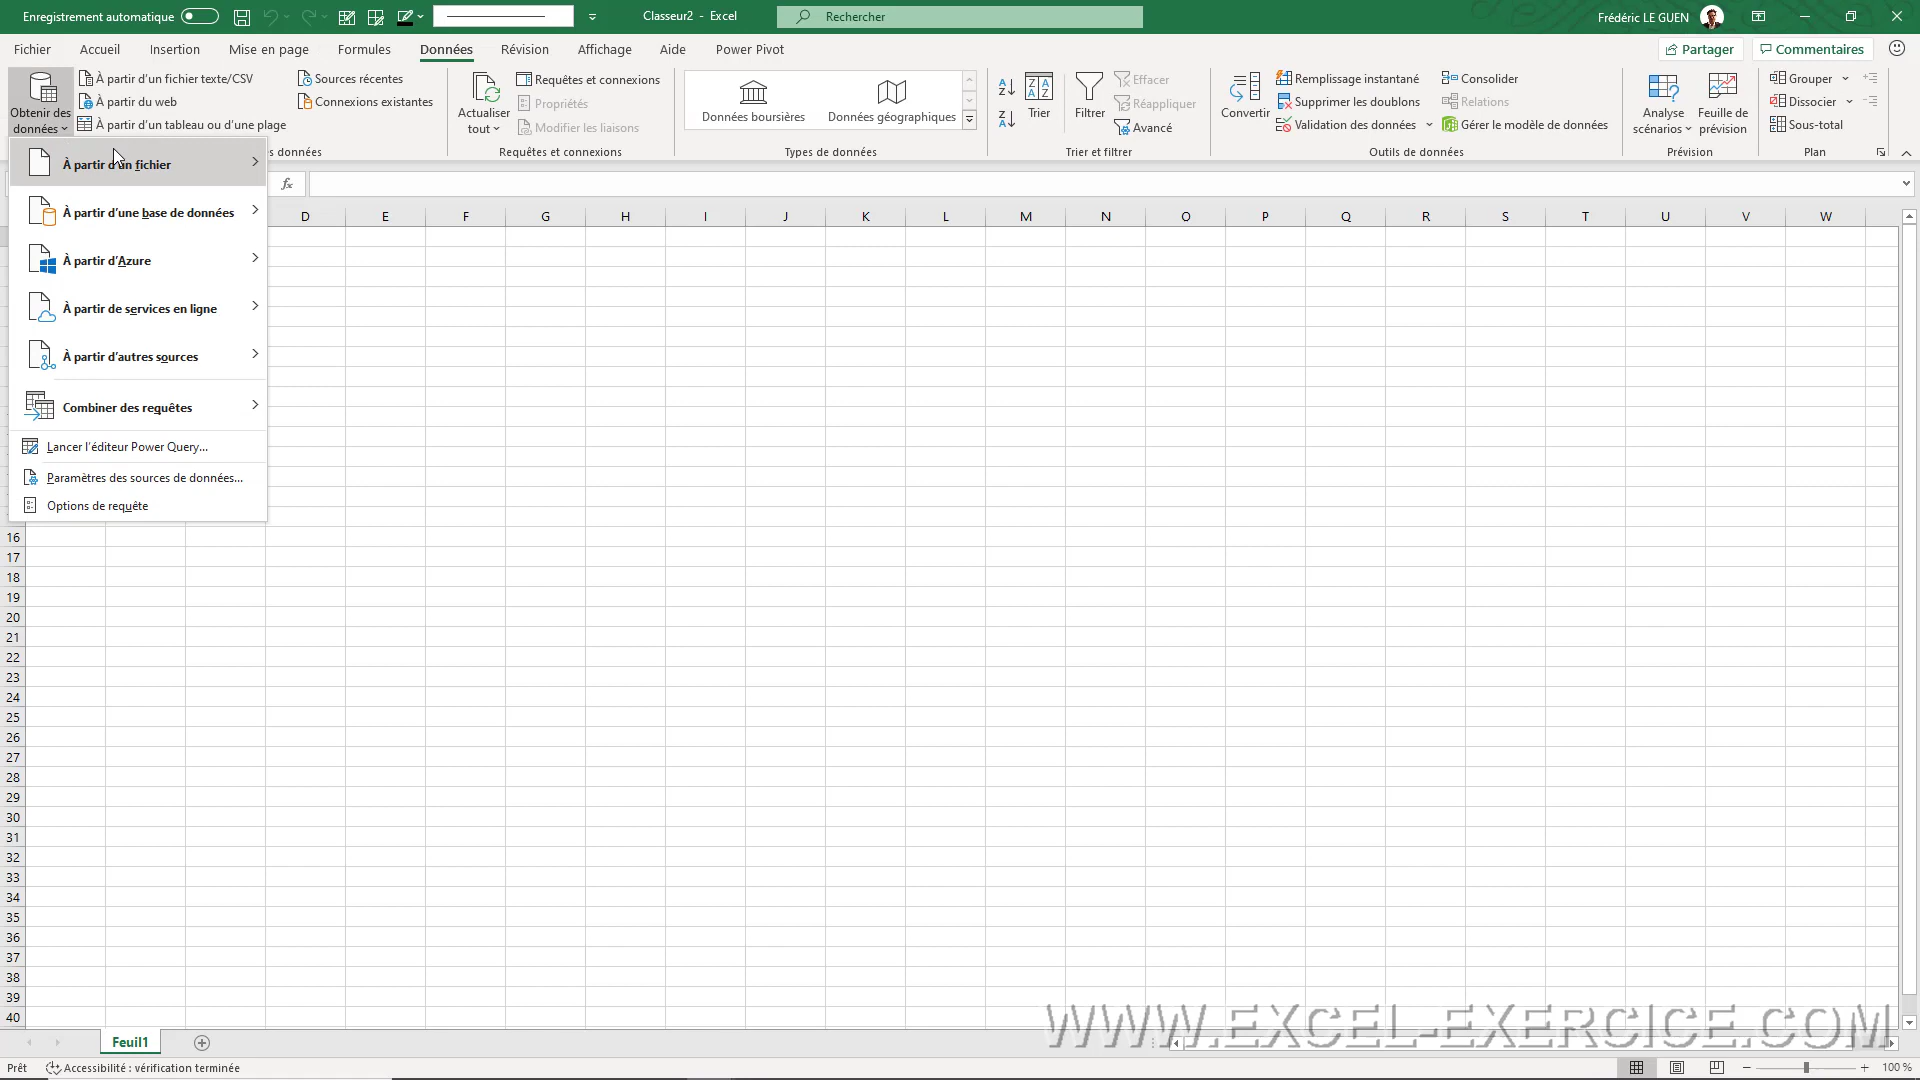 Enregistrement automatique
Classeur2 - Excel
Rechercher
Frédéric LE GUEN
Fichier
Accueil
Insertion
Mise en page
Formules
Données
Révision
Affichage
Aide
Power Pivot
Partager
Commentaires
Obtenir des
données
À partir d'un fichier texte/CSV
À partir du web
À partir d'un tableau ou d'une plage
Sources récentes
Connexions existantes
s données
Actualiser
tout
Requêtes et connexions
Propriétés
Modifier les liaisons
Requêtes et connexions
Données boursières
Données géographiques
Types de données
Trier
Filtrer
Effacer
Réappliquer
Avancé
Trier et filtrer
Convertir
Remplissage instantané
Supprimer les doublons
Validation des données
Consolider
Relations
Gérer le modèle de données
Outils de données
Analyse
scénarios
Feuille de
prévision
Prévision
Grouper
Dissocier
Sous-total
Plan
À partir d'un fichier
À partir d'une base de données
À partir d'Azure
À partir de services en ligne
À partir d'autres sources
Combiner des requêtes
Lancer l'éditeur Power Query...
Paramètres des sources de données...
Options de requête
fx
D E F G H I J K L M N O P Q R S T U V W
16
17
18
19
20
21
22
23
24
25
26
27
28
29
30
31
32
33
34
35
36
37
38
39
40
WWW.EXCEL-EXERCICE.COM
Feuil1
Prêt
Accessibilité : vérification terminée
100 %